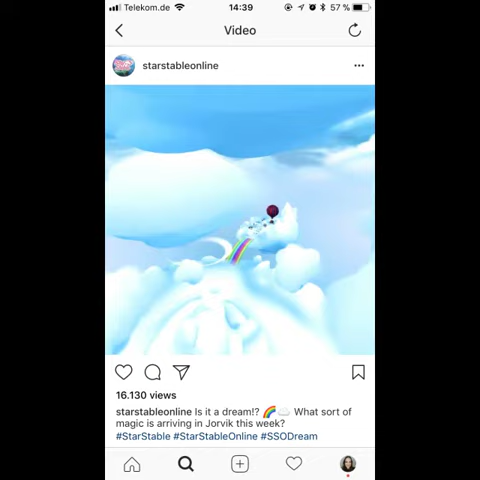 Telekom.de 14:39 57 %
Video
starstableonline
16.130 views
starstableonline Is it a dream!? 🌈☁️ What sort of
magic is arriving in Jorvik this week?
#StarStable #StarStableOnline #SSODream